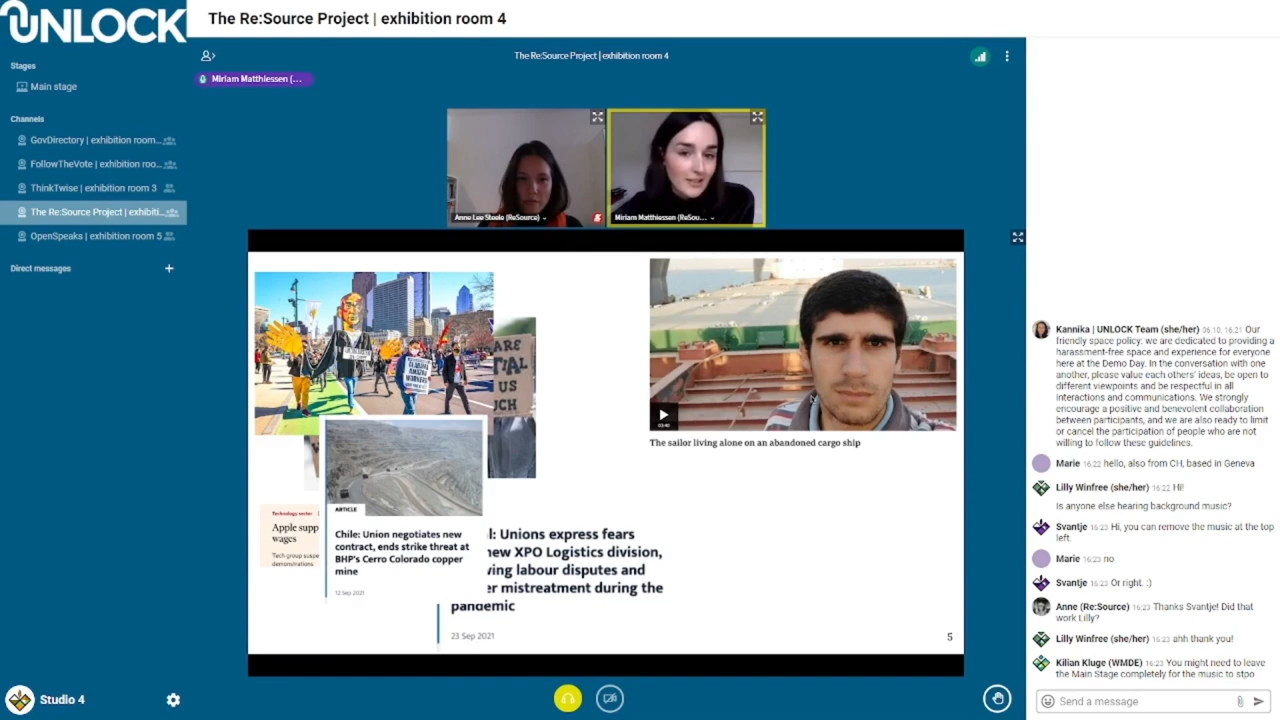 UNLOCK
The Re:Source Project | exhibition room 4
Stages
Main stage
Channels
GovDirectory | exhibition room...
FollowTheVote | exhibition roo...
ThinkTwise | exhibition room 3
The Re:Source Project | exhibiti...
OpenSpeaks | exhibition room 5
Direct messages
+
Studio 4
The Re:Source Project | exhibition room 4
Miriam Matthiessen (...
Anne Lee Steele (ReSource)
Miriam Matthiessen (ReSou...
ARE
US
The sailor living alone on an abandoned cargo ship
Technology sector
Apple supp
wages
Tech group suspe
demonstrations
ARTICLE
Chile: Union negotiates new
contract, ends strike threat at
BHP's Cerro Colorado copper
mine
12 Sep 2021
l: Unions express fears
new XPO Logistics division,
ving labour disputes and
er mistreatment during the
pandemic
23 Sep 2021
5
Kannika | UNLOCK Team (she/her) 06.10. 16:21 Our
friendly space policy: we are dedicated to providing a
harassment-free space and experience for everyone
here at the Demo Day. In the conversation with one
another, please value each others' ideas, be open to
different viewpoints and be respectful in all
interactions and communications. We strongly
encourage a positive and benevolent collaboration
between participants, and we are also ready to limit
or cancel the participation of people who are not
willing to follow these guidelines.
Marie 16:22 hello, also from CH, based in Geneva
Lilly Winfree (she/her) 16:22 Hi!
Is anyone else hearing background music?
Svantje 16:23 Hi, you can remove the music at the top
left.
Marie 16:23 no
Svantje 16:23 Or right. :)
Anne (Re:Source) 16:23 Thanks Svantje! Did that
work Lilly?
Lilly Winfree (she/her) 16:23 ahh thank you!
Kilian Kluge (WMDE) 16:23 You might need to leave
the Main Stage completely for the music to stpo
Send a message